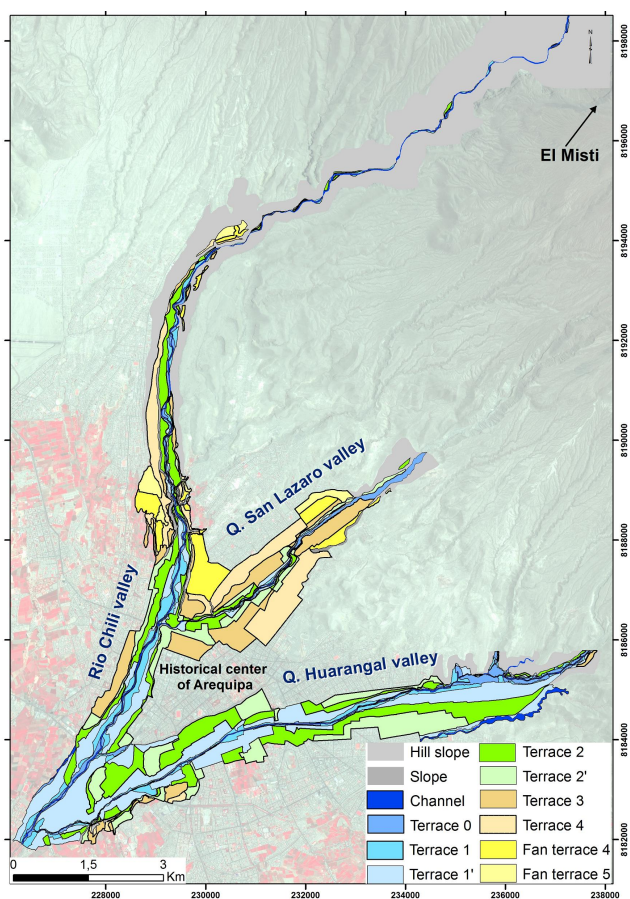 8198000
N
El Misti
8196000
8194000
8192000
8190000
Q. San Lazaro valley
8188000
Rio Chili valley
8186000
Historical center
of Arequipa
Q. Huarangal valley
8184000
Hill slope
Slope
Channel
Terrace 0
Terrace 1
Terrace 1'
Terrace 2
Terrace 2'
Terrace 3
Terrace 4
Fan terrace 4
Fan terrace 5
8182000
0 1,5 3
Km
228000 230000 232000 234000 236000 238000